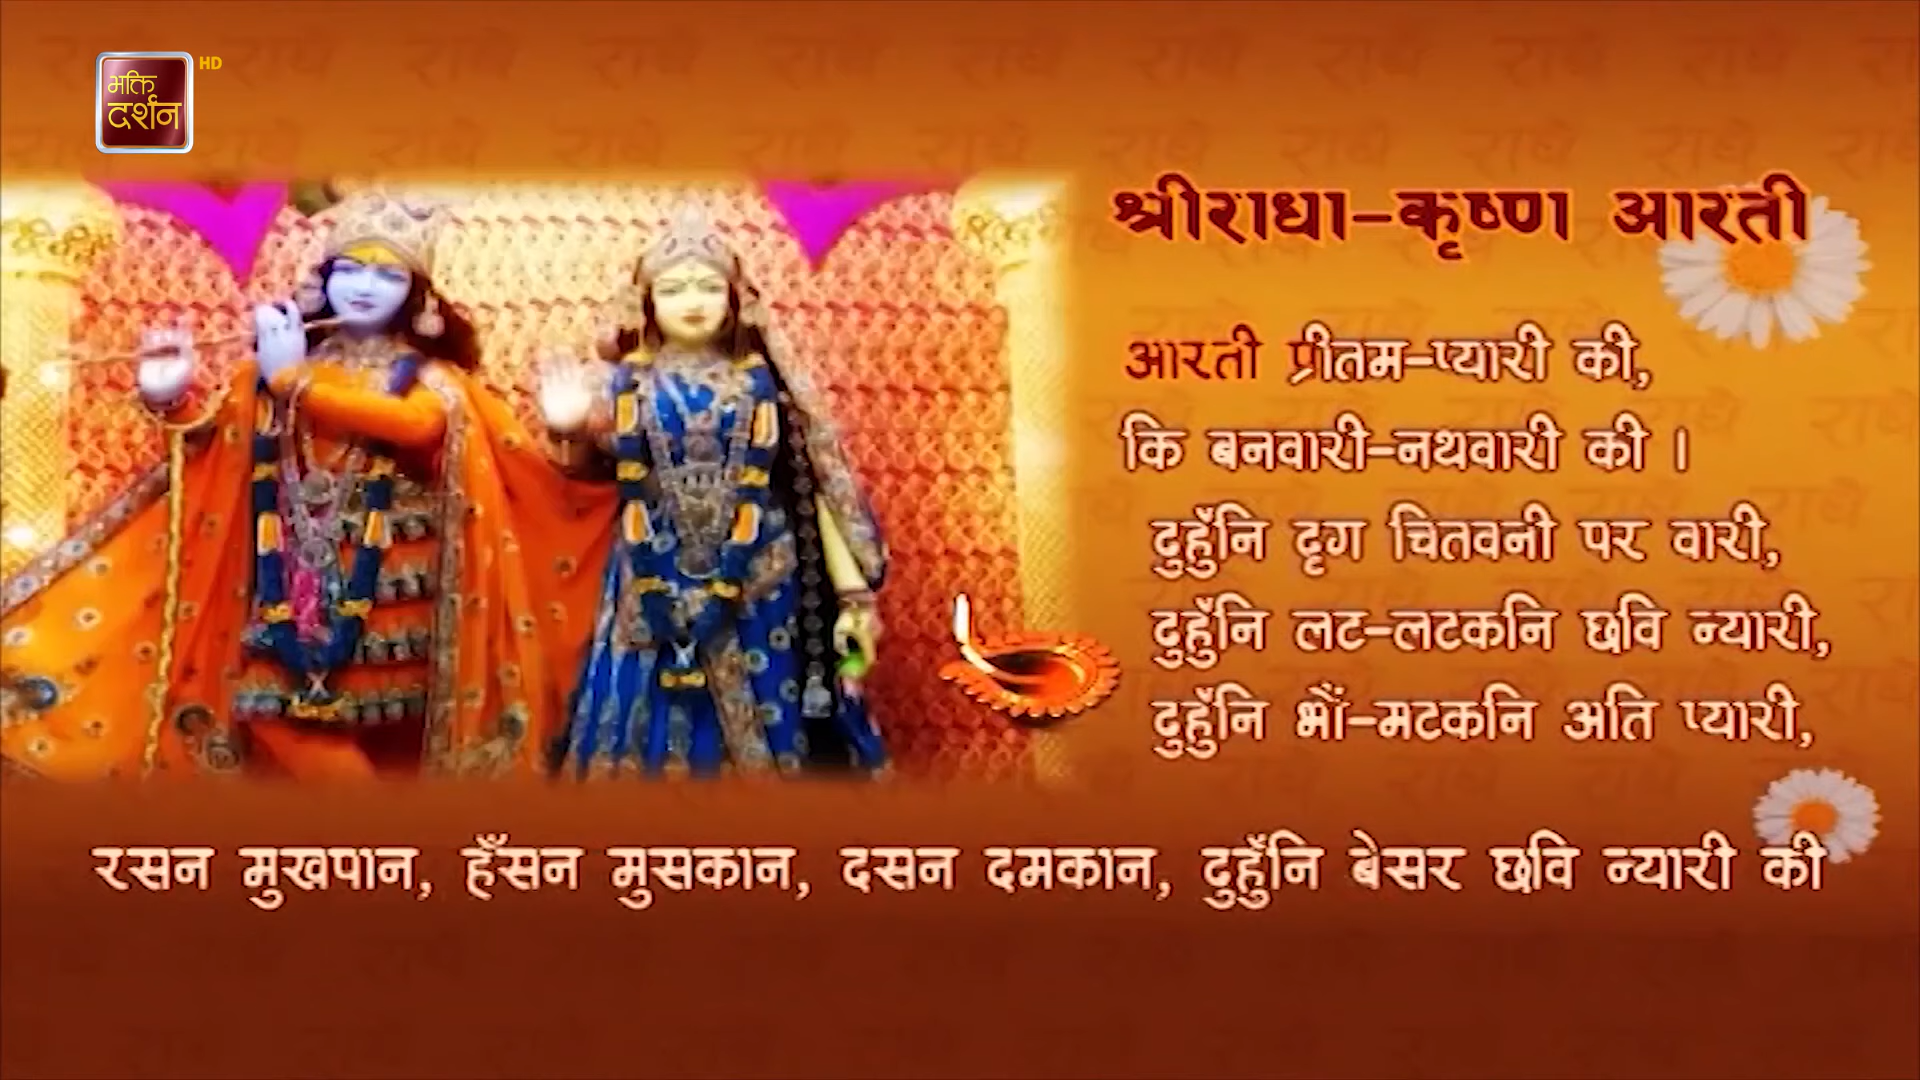 भक्ति
दर्शन
HD
श्रीराधा-कृष्ण आरती
आरती प्रीतम-प्यारी की,
कि बनवारी-नथवारी की ।
दुहुँनि दृग चितवनी पर वारी,
दुहुँनि लट-लटकनि छवि न्यारी,
दुहुँनि भौं-मटकनि अति प्यारी,
रसन मुखपान, हँसन मुसकान, दसन दमकान, दुहुँनि बेसर छवि न्यारी की